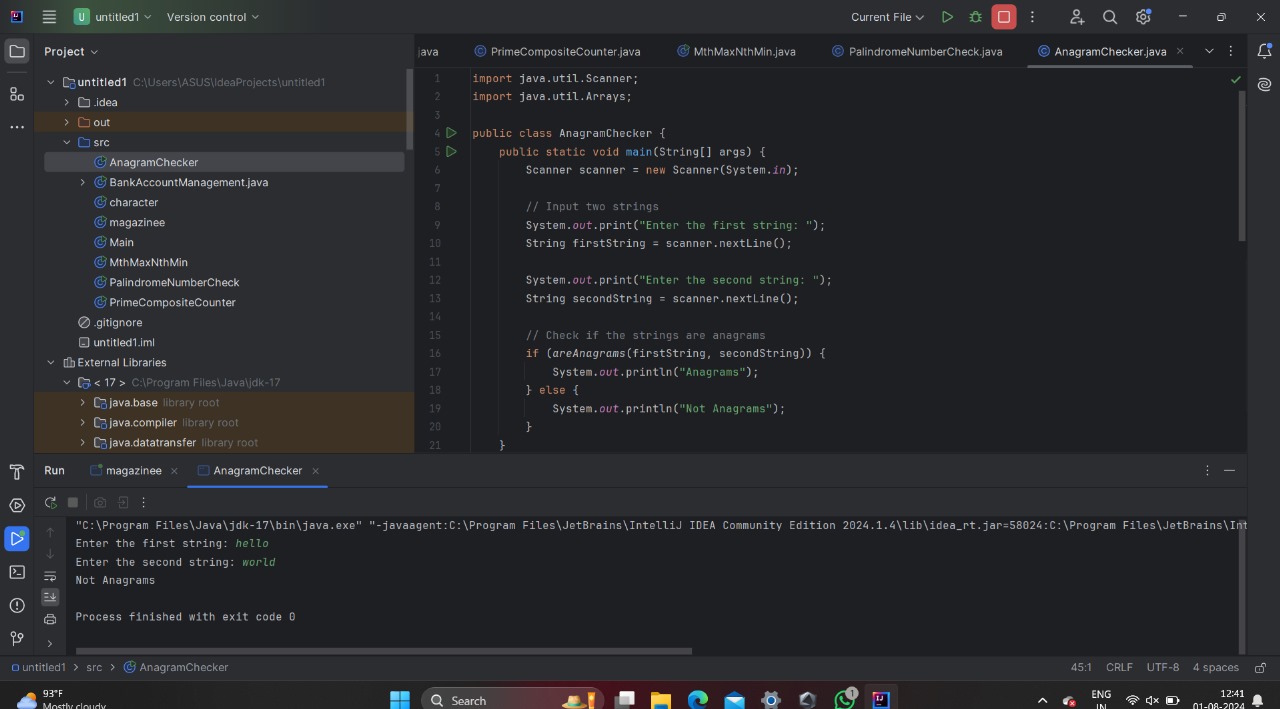 U untitled1 Version control Current File
Project
java PrimeCompositeCounter.java MthMaxNthMin.java PalindromeNumberCheck.java AnagramChecker.java
untitled1 C:\Users\ASUS\IdeaProjects\untitled1
.idea
out
src
AnagramChecker
BankAccountManagement.java
character
magazinee
Main
MthMaxNthMin
PalindromeNumberCheck
PrimeCompositeCounter
.gitignore
untitled1.iml
External Libraries
< 17 > C:\Program Files\Java\jdk-17
java.base library root
java.compiler library root
java.datatransfer library root
1 import java.util.Scanner;
2 import java.util.Arrays;
3
4 public class AnagramChecker {
5 public static void main(String[] args) {
6 Scanner scanner = new Scanner(System.in);
7
8 // Input two strings
9 System.out.print("Enter the first string: ");
10 String firstString = scanner.nextLine();
11
12 System.out.print("Enter the second string: ");
13 String secondString = scanner.nextLine();
14
15 // Check if the strings are anagrams
16 if (areAnagrams(firstString, secondString)) {
17 System.out.println("Anagrams");
18 } else {
19 System.out.println("Not Anagrams");
20 }
21 }
Run magazinee AnagramChecker
"C:\Program Files\Java\jdk-17\bin\java.exe" "-javaagent:C:\Program Files\JetBrains\IntelliJ IDEA Community Edition 2024.1.4\lib\idea_rt.jar=58024:C:\Program Files\JetBrains\Int
Enter the first string: hello
Enter the second string: world
Not Anagrams
Process finished with exit code 0
untitled1 > src > AnagramChecker 45:1 CRLF UTF-8 4 spaces
93°F
Mostly cloudy
Search
1
ENG
IN
12:41
01-08-2024